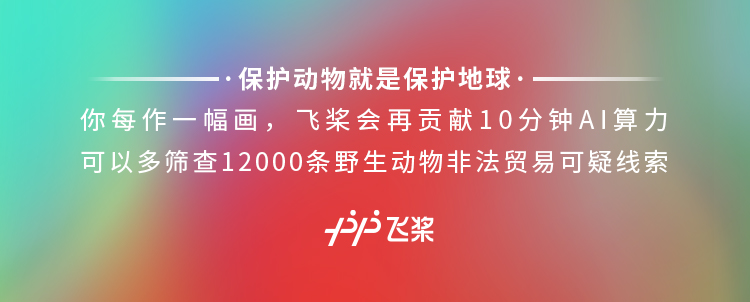 ·保护动物就是保护地球·
你每作一幅画，飞桨会再贡献10分钟AI算力
可以多筛查12000条野生动物非法贸易可疑线索
飞桨